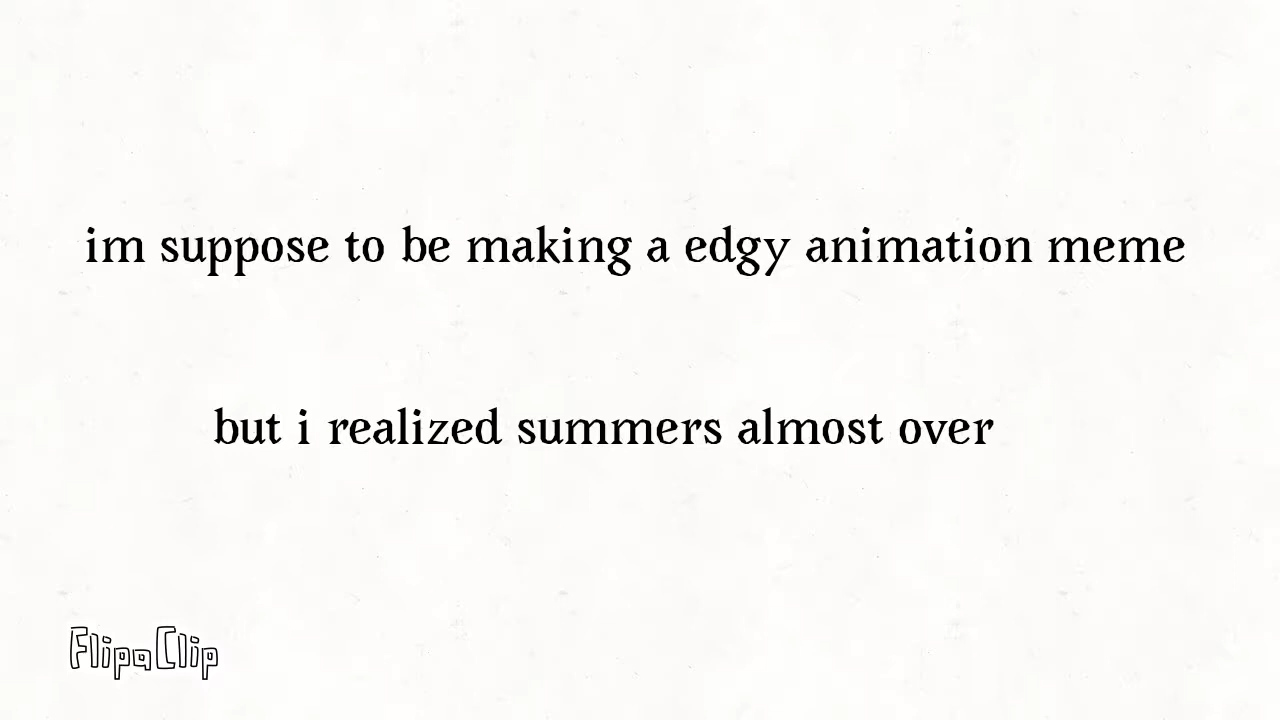 im suppose to be making a edgy animation meme
but i realized summers almost over
FlipaClip